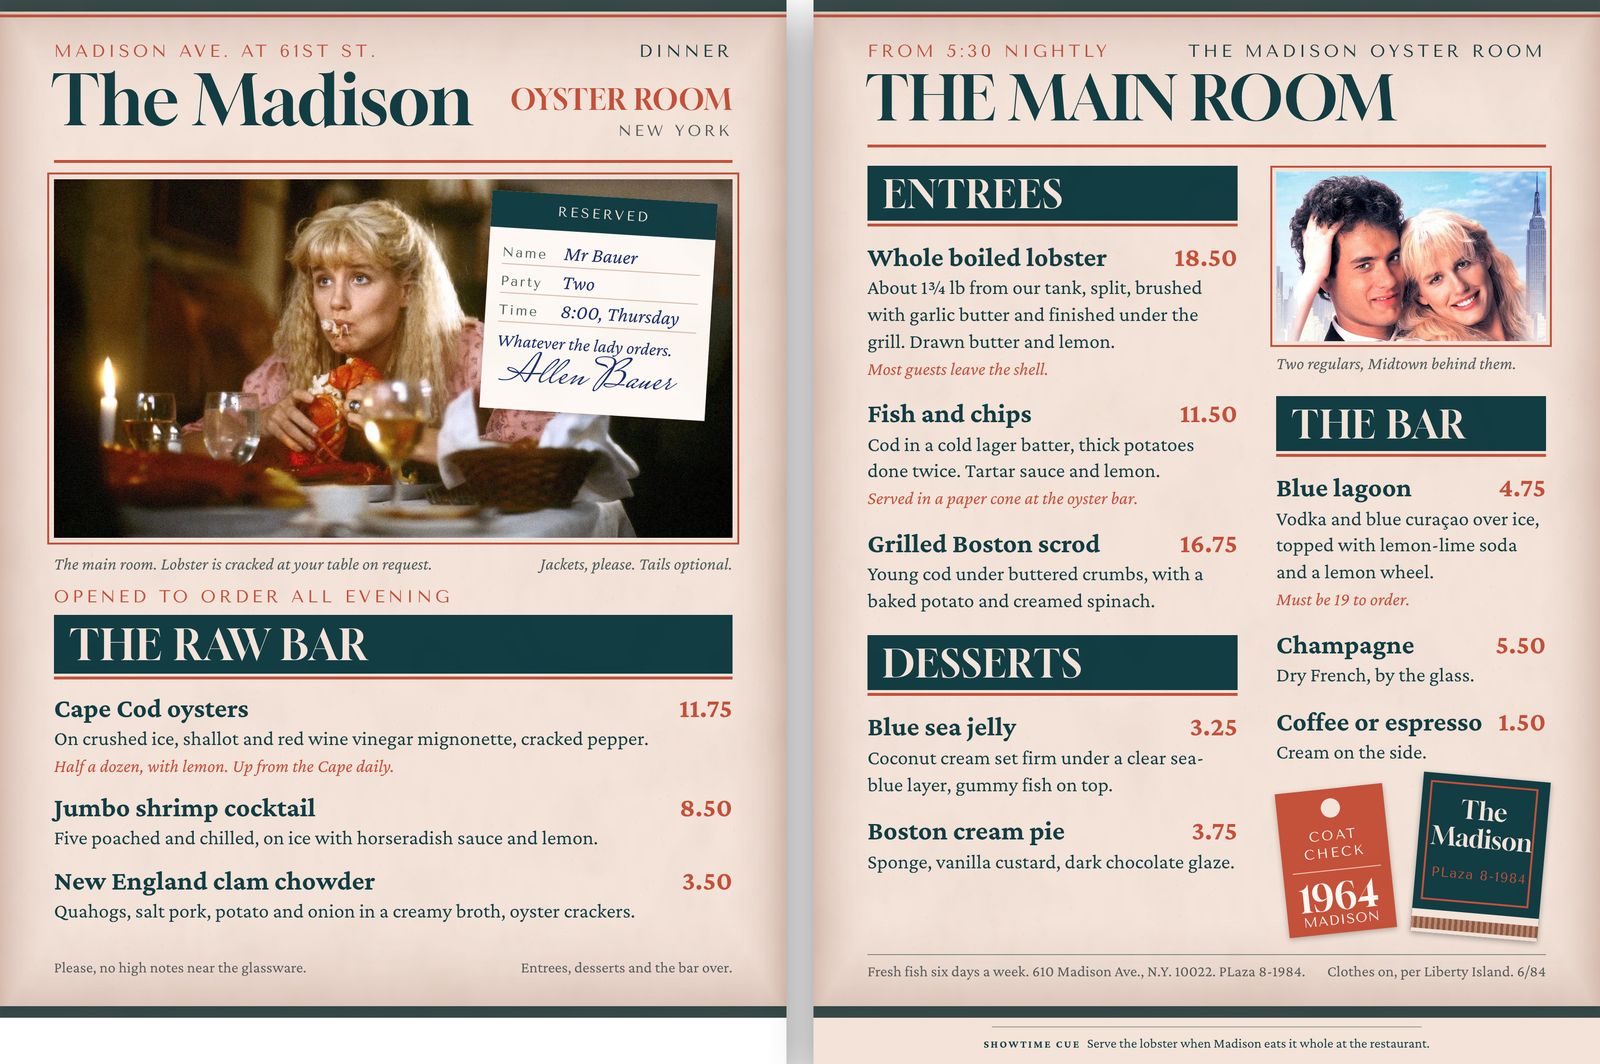 MADISON AVE. AT 61ST ST.
DINNER
The Madison
OYSTER ROOM
NEW YORK
RESERVED
Name Mr Bauer
Party Two
Time 8:00, Thursday
Whatever the lady orders.
Allen Bauer
The main room. Lobster is cracked at your table on request.
Jackets, please. Tails optional.
OPENED TO ORDER ALL EVENING
THE RAW BAR
Cape Cod oysters 11.75
On crushed ice, shallot and red wine vinegar mignonette, cracked pepper.
Half a dozen, with lemon. Up from the Cape daily.
Jumbo shrimp cocktail 8.50
Five poached and chilled, on ice with horseradish sauce and lemon.
New England clam chowder 3.50
Quahogs, salt pork, potato and onion in a creamy broth, oyster crackers.
Please, no high notes near the glassware.
Entrees, desserts and the bar over.
FROM 5:30 NIGHTLY
THE MADISON OYSTER ROOM
THE MAIN ROOM
ENTREES
Whole boiled lobster 18.50
About 1¾ lb from our tank, split, brushed
with garlic butter and finished under the
grill. Drawn butter and lemon.
Most guests leave the shell.
Fish and chips 11.50
Cod in a cold lager batter, thick potatoes
done twice. Tartar sauce and lemon.
Served in a paper cone at the oyster bar.
Grilled Boston scrod 16.75
Young cod under buttered crumbs, with a
baked potato and creamed spinach.
DESSERTS
Blue sea jelly 3.25
Coconut cream set firm under a clear sea-
blue layer, gummy fish on top.
Boston cream pie 3.75
Sponge, vanilla custard, dark chocolate glaze.
Two regulars, Midtown behind them.
THE BAR
Blue lagoon 4.75
Vodka and blue curaçao over ice,
topped with lemon-lime soda
and a lemon wheel.
Must be 19 to order.
Champagne 5.50
Dry French, by the glass.
Coffee or espresso 1.50
Cream on the side.
COAT
CHECK
1964
MADISON
The
Madison
PLaza 8-1984
Fresh fish six days a week. 610 Madison Ave., N.Y. 10022. PLaza 8-1984.
Clothes on, per Liberty Island. 6/84
SHOWTIME CUE Serve the lobster when Madison eats it whole at the restaurant.